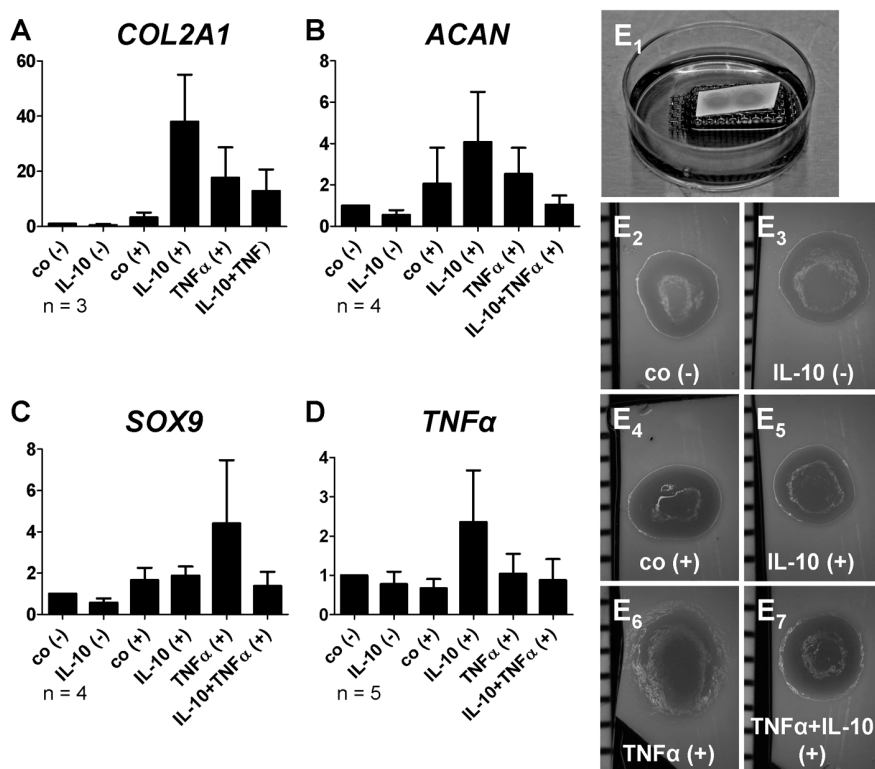 A COL2A1
60
40
20
0
co (-)
IL-10 (-)
co (+)
IL-10 (+)
TNFα (+)
IL-10+TNF)
n = 3
B ACAN
8
6
4
2
0
co (-)
IL-10 (-)
co (+)
IL-10 (+)
TNFα (+)
IL-10+TNFα (+)
n = 4
C SOX9
8
6
4
2
0
co (-)
IL-10 (-)
co (+)
IL-10 (+)
TNFα (+)
IL-10+TNFα (+)
n = 4
D TNFα
4
3
2
1
0
co (-)
IL-10 (-)
co (+)
IL-10 (+)
TNFα (+)
IL-10+TNFα (+)
n = 5
E1
E2
co (-)
E3
IL-10 (-)
E4
co (+)
E5
IL-10 (+)
E6
TNFα (+)
E7
TNFα+IL-10
(+)